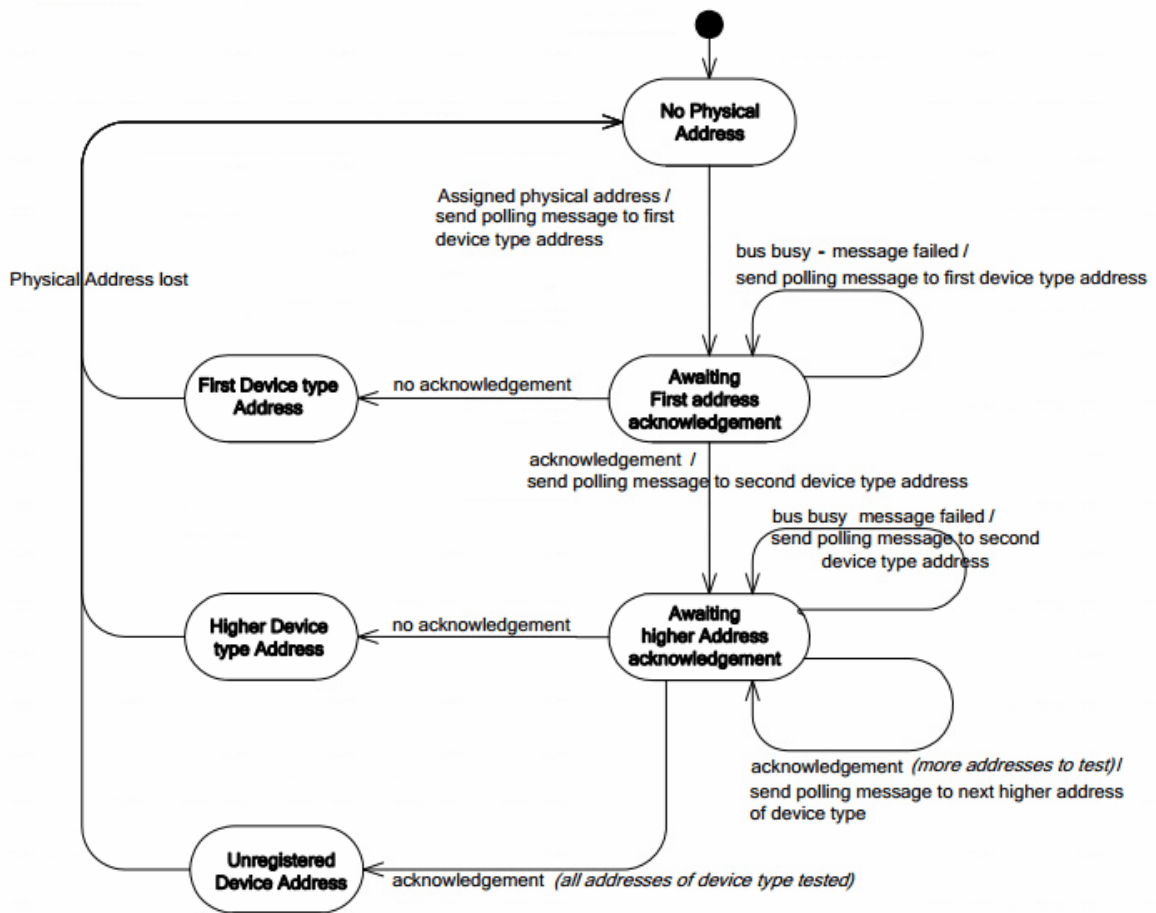 No Physical
Address
Assigned physical address /
send polling message to first
device type address
bus busy - message failed /
send polling message to first device type address
Physical Address lost
First Device type
Address
no acknowledgement
Awaiting
First address
acknowledgement
acknowledgement /
send polling message to second device type address
bus busy message failed /
send polling message to second
device type address
Higher Device
type Address
no acknowledgement
Awaiting
higher Address
acknowledgement
acknowledgement (more addresses to test)/
send polling message to next higher address
of device type
Unregistered
Device Address
acknowledgement (all addresses of device type tested)